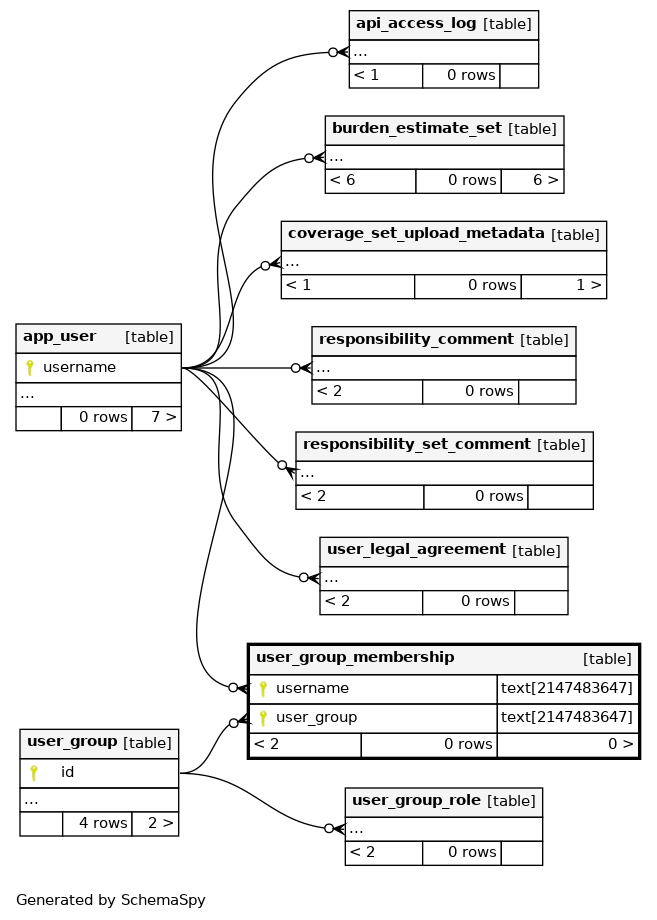 api_access_log [table]
...
< 1 0 rows
burden_estimate_set [table]
...
< 6 0 rows 6 >
coverage_set_upload_metadata [table]
...
< 1 0 rows 1 >
app_user [table]
username
...
0 rows 7 >
responsibility_comment [table]
...
< 2 0 rows
responsibility_set_comment [table]
...
< 2 0 rows
user_legal_agreement [table]
...
< 2 0 rows
user_group_membership [table]
username text[2147483647]
user_group text[2147483647]
< 2 0 rows 0 >
user_group [table]
id
...
4 rows 2 >
user_group_role [table]
...
< 2 0 rows
Generated by SchemaSpy